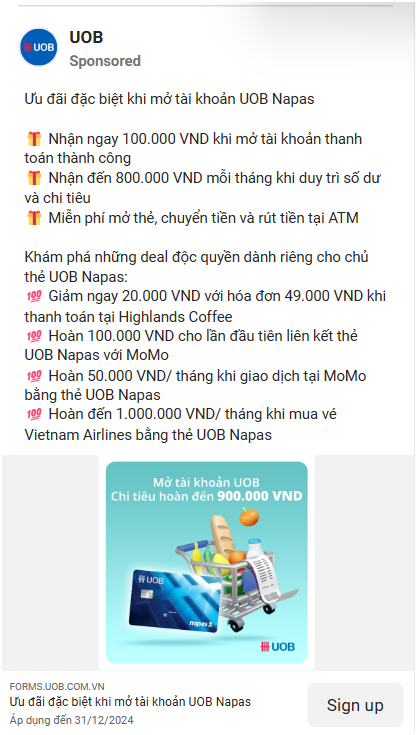 UOB
UOB
Sponsored
Ưu đãi đặc biệt khi mở tài khoản UOB Napas
Nhận ngay 100.000 VND khi mở tài khoản thanh
toán thành công
Nhận đến 800.000 VND mỗi tháng khi duy trì số dư
và chi tiêu
Miễn phí mở thẻ, chuyển tiền và rút tiền tại ATM
Khám phá những deal độc quyền dành riêng cho chủ
thẻ UOB Napas:
💯 Giảm ngay 20.000 VND với hóa đơn 49.000 VND khi
thanh toán tại Highlands Coffee
💯 Hoàn 100.000 VND cho lần đầu tiên liên kết thẻ
UOB Napas với MoMo
💯 Hoàn 50.000 VND/ tháng khi giao dịch tại MoMo
bằng thẻ UOB Napas
💯 Hoàn đến 1.000.000 VND/ tháng khi mua vé
Vietnam Airlines bằng thẻ UOB Napas
Mở tài khoản UOB
Chi tiêu hoàn đến 900.000 VND
UOB
napas
UOB
FORMS.UOB.COM.VN
Ưu đãi đặc biệt khi mở tài khoản UOB Napas
Áp dụng đến 31/12/2024
Sign up